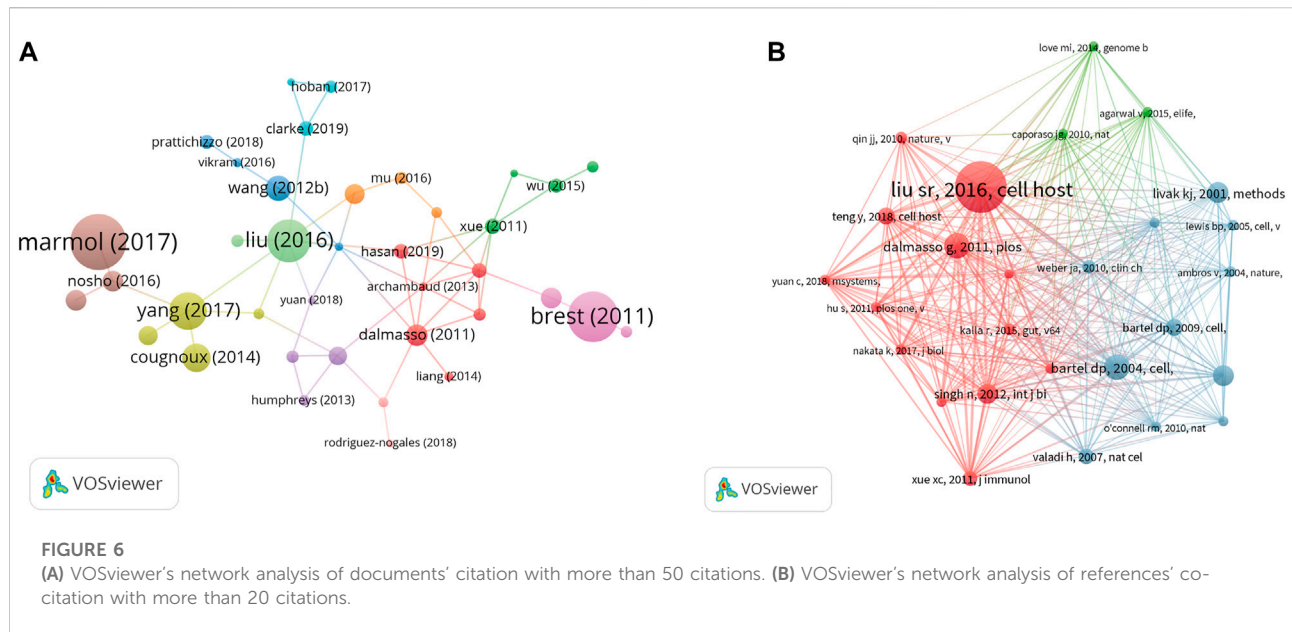 A
B
hoban (2017)
clarke (2019)
prattichizzo (2018)
vikram (2016)
wang (2012b)
mu (2016)
wu (2015)
xue (2011)
marmol (2017)
liu (2016)
hasan (2019)
nosho (2016)
archambaud (2013)
yuan (2018)
yang (2017)
brest (2011)
dalmasso (2011)
cougnoux (2014)
liang (2014)
humphreys (2013)
rodriguez-nogales (2018)
VOSviewer
love mi, 2014, genome b
agarwal v, 2015, elife,
caporaso jg, 2010, nat
qin jj, 2010, nature, v
liu sr, 2016, cell host
livak kj, 2001, methods
teng y, 2018, cell host
lewis bp, 2005, cell, v
dalmasso g, 2011, plos
weber ja, 2010, clin ch
ambros v, 2004, nature,
yuan c, 2018, msystems,
hu s, 2011, plos one, v
kalla r, 2015, gut, v64
bartel dp, 2009, cell,
nakata k, 2017, j biol
bartel dp, 2004, cell,
singh n, 2012, int j bi
o'connell rm, 2010, nat
valadi h, 2007, nat cel
xue xc, 2011, j immunol
VOSviewer
FIGURE 6
(A) VOSviewer's network analysis of documents' citation with more than 50 citations. (B) VOSviewer's network analysis of references' co-
citation with more than 20 citations.